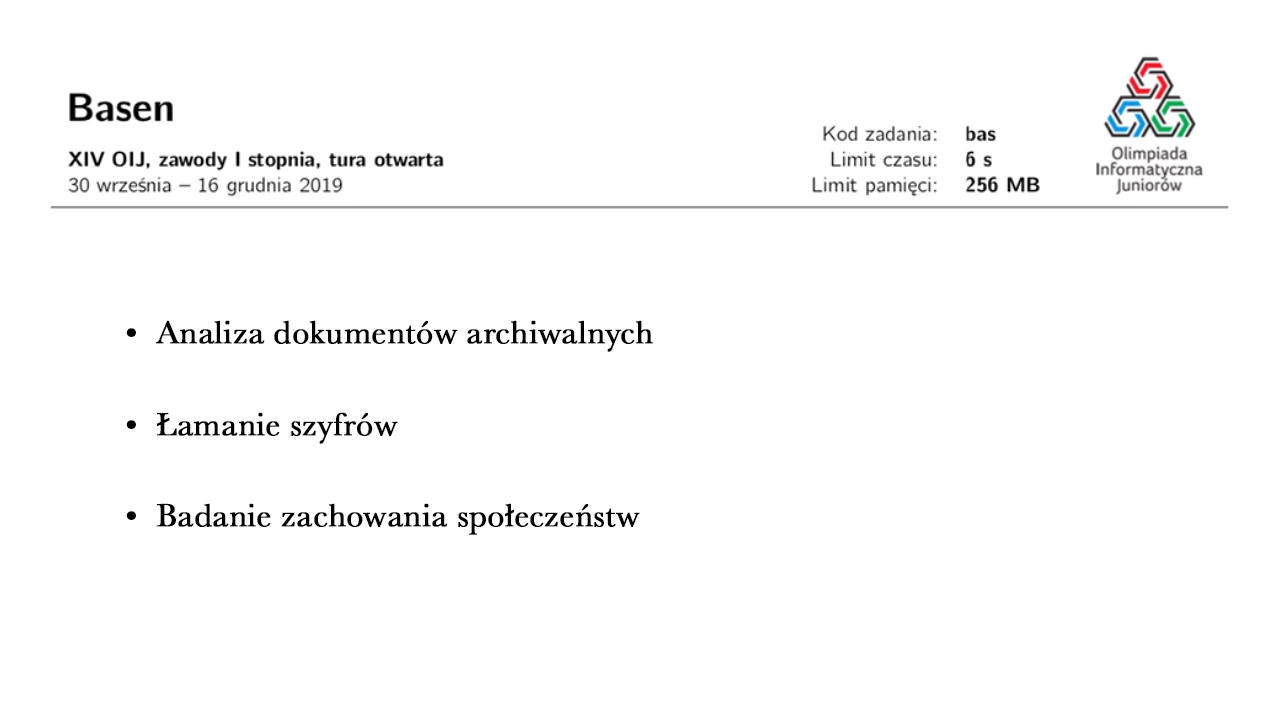 Basen
XIV OIJ, zawody I stopnia, tura otwarta
30 września – 16 grudnia 2019
Kod zadania: bas
Limit czasu: 6 s
Limit pamięci: 256 MB
Olimpiada
Informatyczna
Juniorów
• Analiza dokumentów archiwalnych
• Łamanie szyfrów
• Badanie zachowania społeczeństw